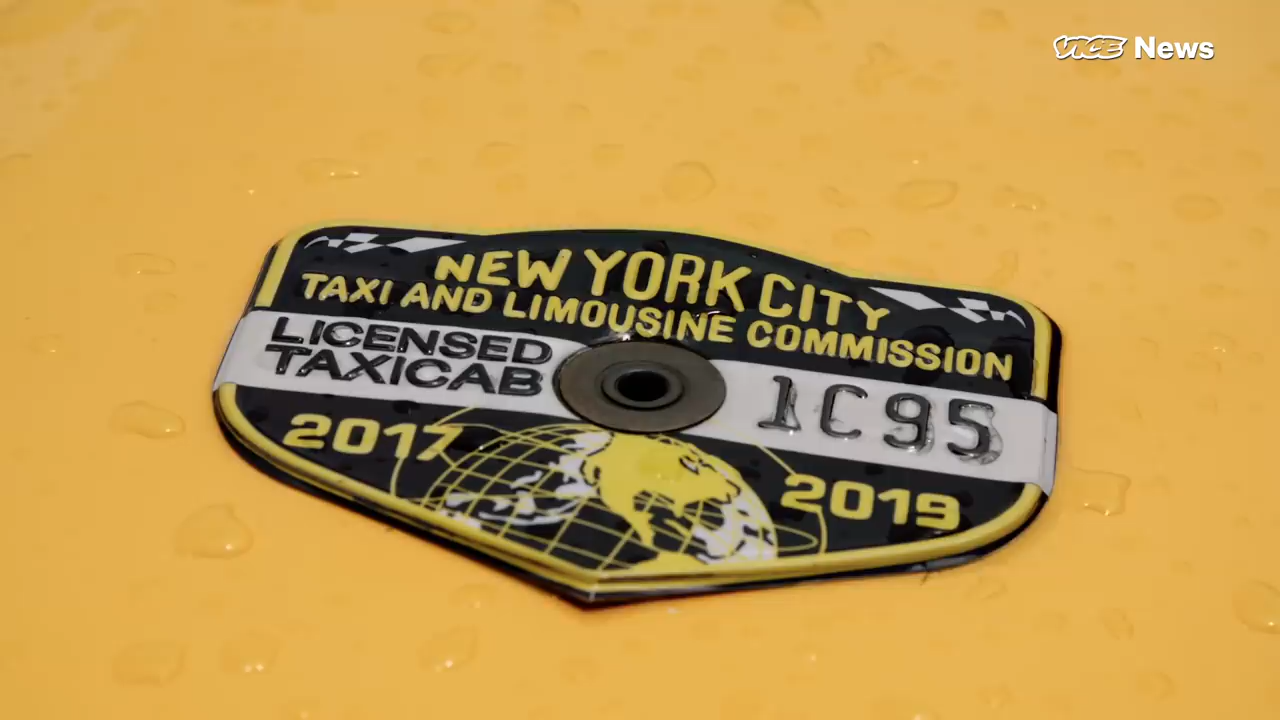 VICE News
NEW YORK CITY
TAXI AND LIMOUSINE COMMISSION
LICENSED
TAXICAB
1C95
2017
2019